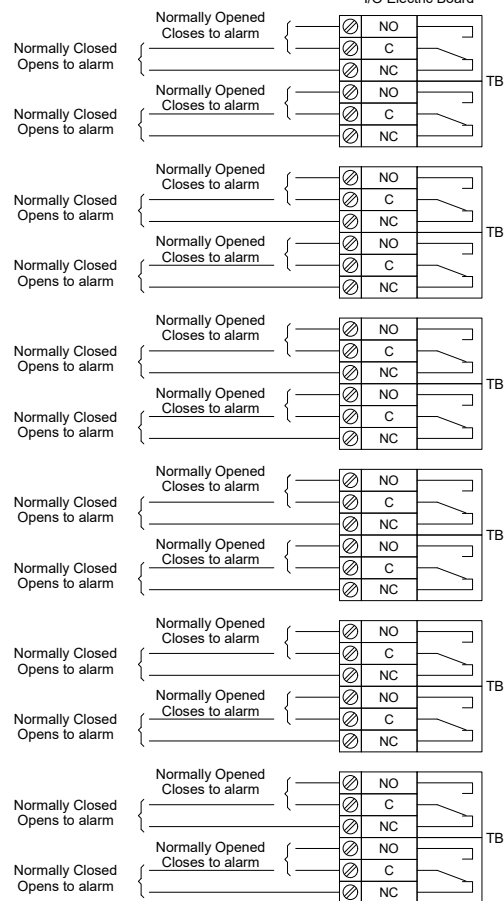 I/O Electric Board
Normally Opened
Closes to alarm
NO
Normally Closed
Opens to alarm
C
NC
TB
Normally Opened
Closes to alarm
NO
Normally Closed
Opens to alarm
C
NC
Normally Opened
Closes to alarm
NO
Normally Closed
Opens to alarm
C
NC
TB
Normally Opened
Closes to alarm
NO
Normally Closed
Opens to alarm
C
NC
Normally Opened
Closes to alarm
NO
Normally Closed
Opens to alarm
C
NC
TB
Normally Opened
Closes to alarm
NO
Normally Closed
Opens to alarm
C
NC
Normally Opened
Closes to alarm
NO
Normally Closed
Opens to alarm
C
NC
TB
Normally Opened
Closes to alarm
NO
Normally Closed
Opens to alarm
C
NC
Normally Opened
Closes to alarm
NO
Normally Closed
Opens to alarm
C
NC
TB
Normally Opened
Closes to alarm
NO
Normally Closed
Opens to alarm
C
NC
Normally Opened
Closes to alarm
NO
Normally Closed
Opens to alarm
C
NC
TB
Normally Opened
Closes to alarm
NO
Normally Closed
Opens to alarm
C
NC